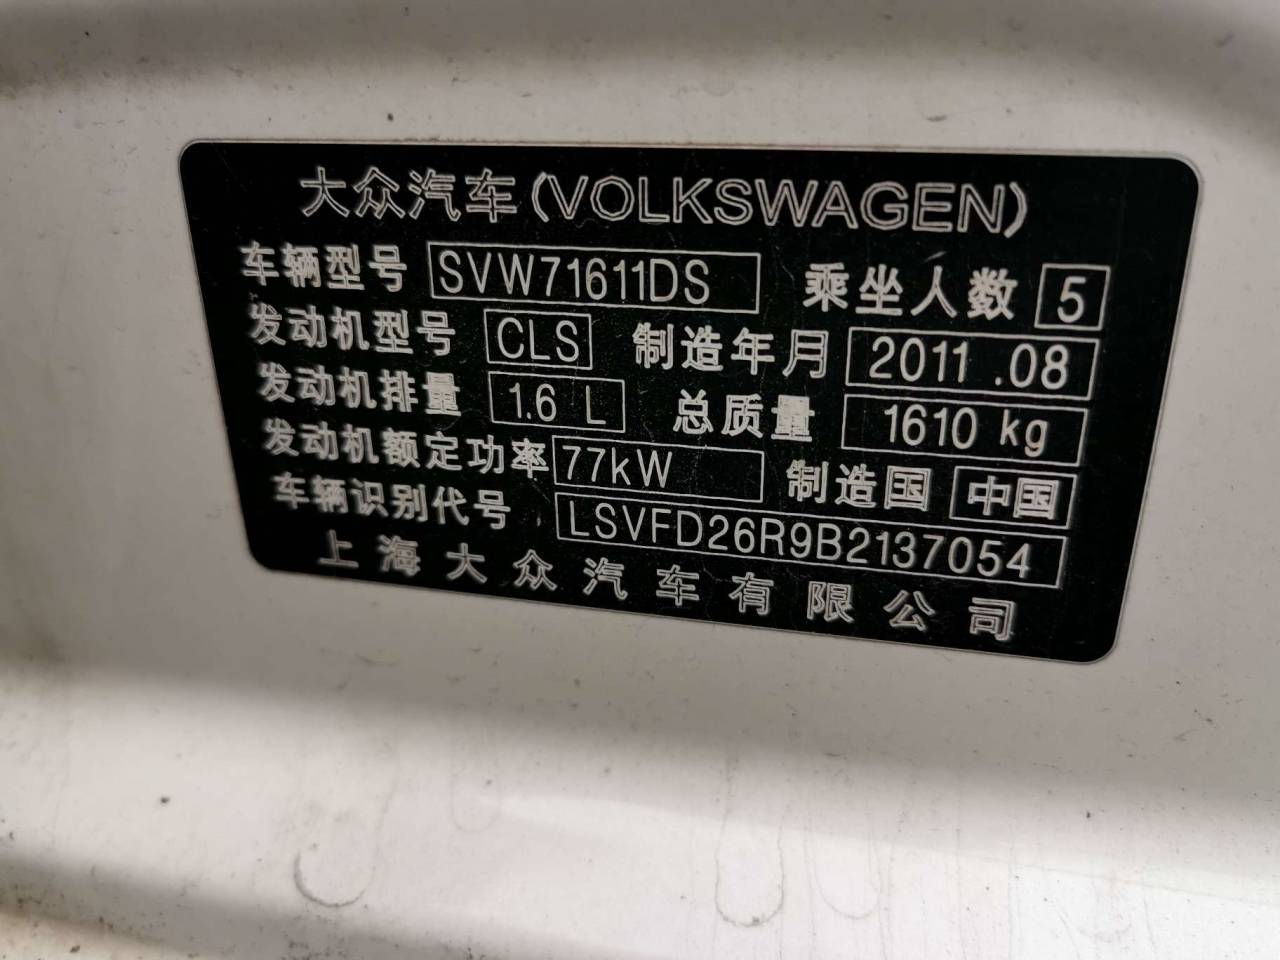 大众汽车(VOLKSWAGEN)
车辆型号 SVW71611DS 乘坐人数 5
发动机型号 CLS 制造年月 2011.08
发动机排量 1.6 L 总质量 1610 kg
发动机额定功率 77kW 制造国 中国
车辆识别代号 LSVFD26R9B2137054
上海大众汽车有限公司